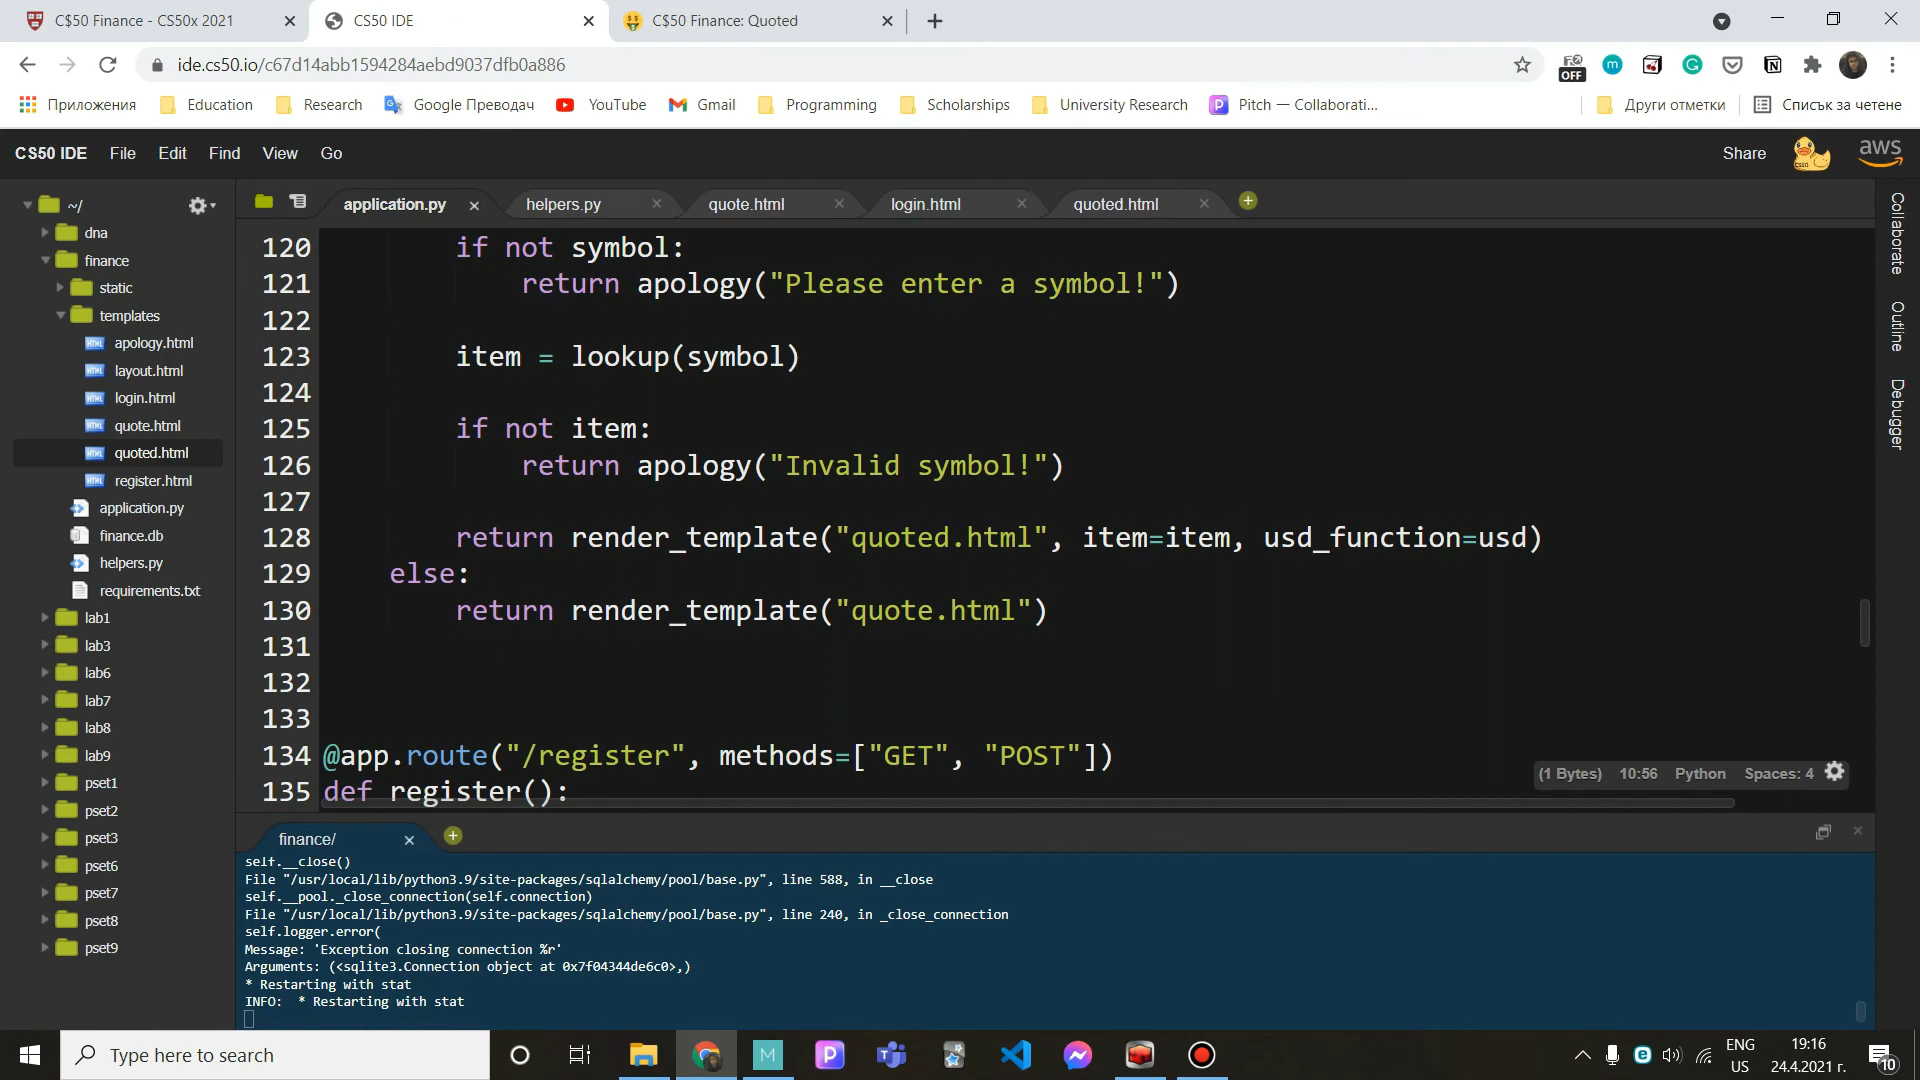 C$50 Finance - CS50x 2021
CS50 IDE
C$50 Finance: Quoted
ide.cs50.io/c67d14abb1594284aebd9037dfb0a886
OFF
Приложения
Education
Research
Google Преводач
YouTube
Gmail
Programming
Scholarships
University Research
Pitch — Collaborati...
Други отметки
Списък за четене
CS50 IDE File Edit Find View Go
Share
aws
~/
dna
finance
static
templates
apology.html
layout.html
login.html
quote.html
quoted.html
register.html
application.py
finance.db
helpers.py
requirements.txt
lab1
lab3
lab6
lab7
lab8
lab9
pset1
pset2
pset3
pset6
pset7
pset8
pset9
application.py
helpers.py
quote.html
login.html
quoted.html
120 if not symbol:
121 return apology("Please enter a symbol!")
122
123 item = lookup(symbol)
124
125 if not item:
126 return apology("Invalid symbol!")
127
128 return render_template("quoted.html", item=item, usd_function=usd)
129 else:
130 return render_template("quote.html")
131
132
133
134 @app.route("/register", methods=["GET", "POST"])
135 def register():
(1 Bytes) 10:56 Python Spaces: 4
Collaborate
Outline
Debugger
finance/
self.__close()
File "/usr/local/lib/python3.9/site-packages/sqlalchemy/pool/base.py", line 588, in __close
self.__pool._close_connection(self.connection)
File "/usr/local/lib/python3.9/site-packages/sqlalchemy/pool/base.py", line 240, in _close_connection
self.logger.error(
Message: 'Exception closing connection %r'
Arguments: (<sqlite3.Connection object at 0x7f04344de6c0>,)
* Restarting with stat
INFO: * Restarting with stat
Type here to search
ENG
US
19:16
24.4.2021 г.
10